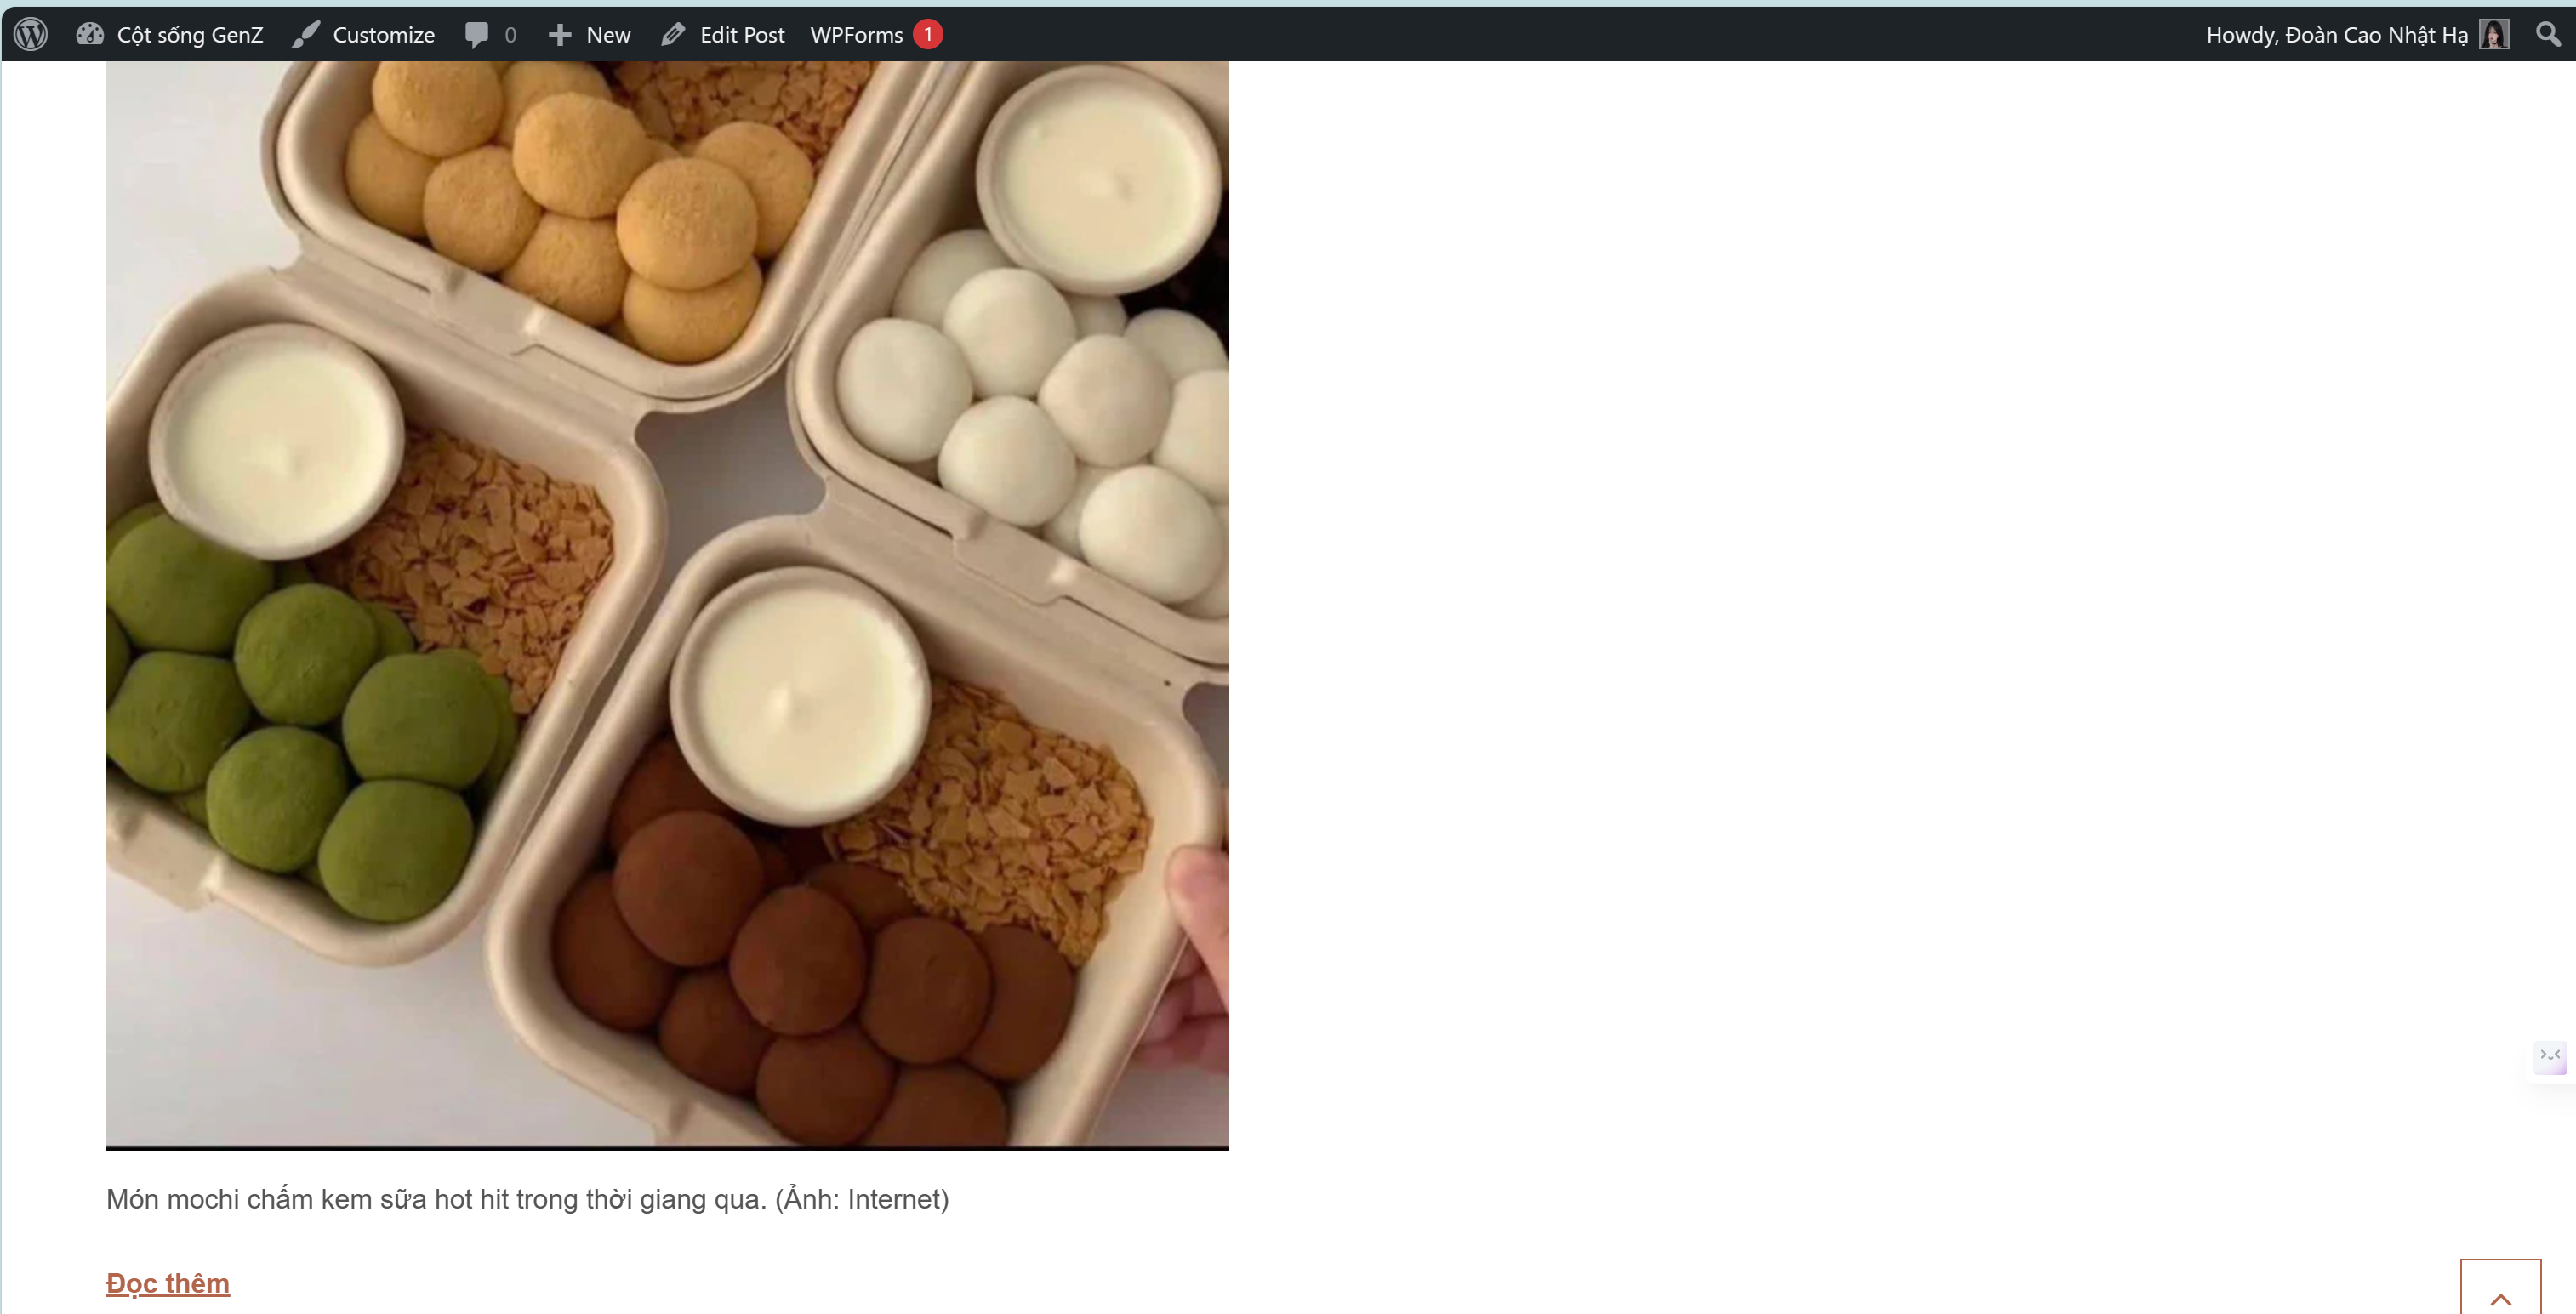 Cột sống GenZ Customize 0 New Edit Post WPForms 1 Howdy, Đoàn Cao Nhật Hạ
Món mochi chấm kem sữa hot hit trong thời giang qua. (Ảnh: Internet)
Đọc thêm